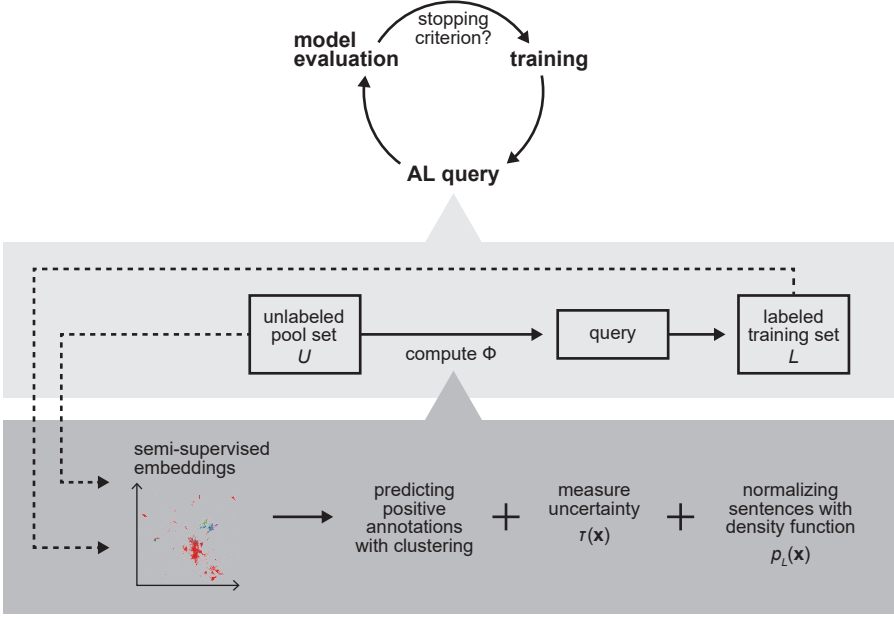 stopping
criterion?
model
evaluation
training
AL query
unlabeled
pool set
U
compute Φ
query
labeled
training set
L
semi-supervised
embeddings
predicting
positive
annotations
with clustering
+
measure
uncertainty
τ(x)
+
normalizing
sentences with
density function
p_L(x)